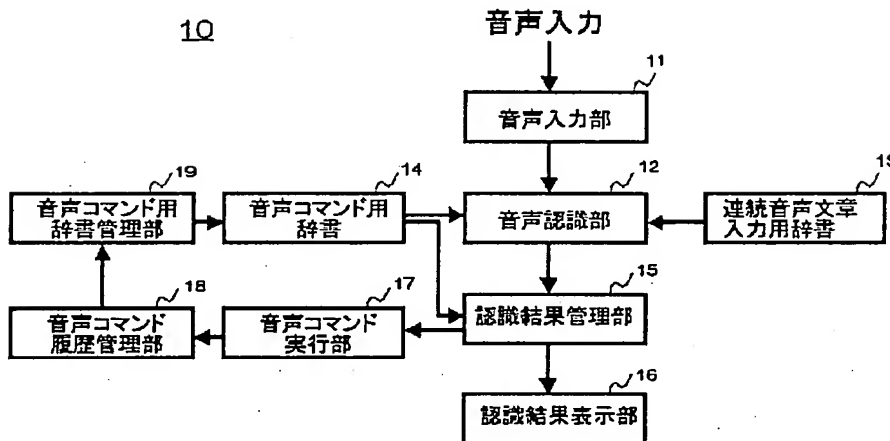 10
音声入力
11
音声入力部
19
14
12
音声コマンド用
辞書管理部
音声コマンド用
辞書
音声認識部
連続音声文章
入力用辞書
18
17
15
音声コマンド
履歴管理部
音声コマンド
実行部
認識結果管理部
16
認識結果表示部